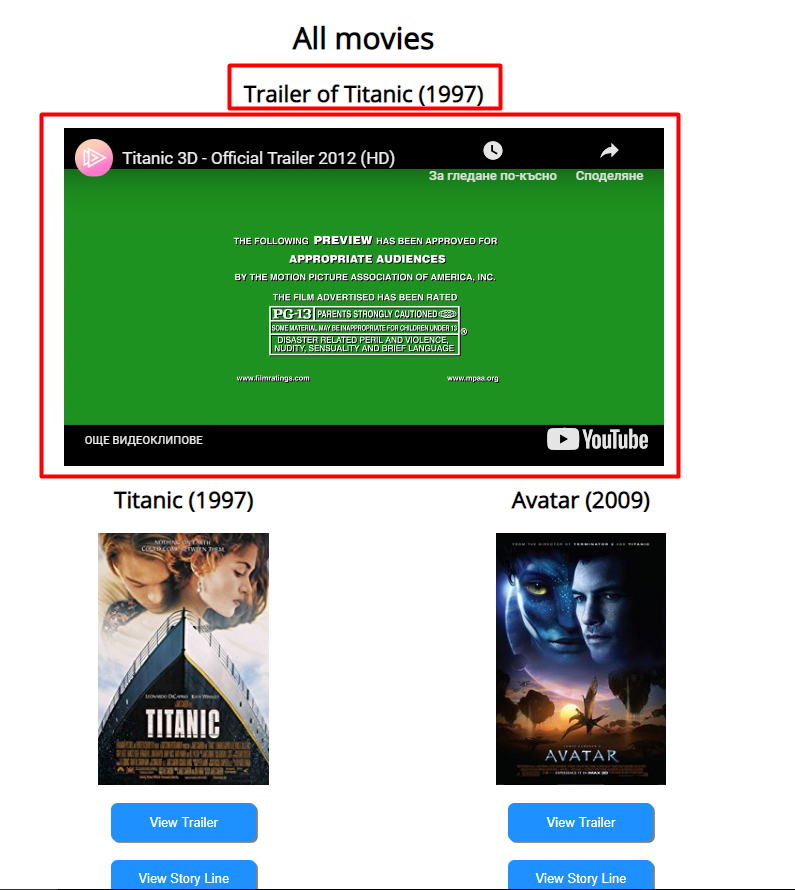 All movies
Trailer of Titanic (1997)
Titanic 3D - Official Trailer 2012 (HD)
За гледане по-късно
Споделяне
THE FOLLOWING PREVIEW HAS BEEN APPROVED FOR
APPROPRIATE AUDIENCES
BY THE MOTION PICTURE ASSOCIATION OF AMERICA, INC.
THE FILM ADVERTISED HAS BEEN RATED
PG-13 PARENTS STRONGLY CAUTIONED
SOME MATERIAL MAY BE INAPPROPRIATE FOR CHILDREN UNDER 13 ®
DISASTER RELATED PERIL AND VIOLENCE,
NUDITY, SENSUALITY AND BRIEF LANGUAGE
www.filmratings.com
www.mpaa.org
ОЩЕ ВИДЕОКЛИПОВЕ
YouTube
Titanic (1997)
Avatar (2009)
NOTHING ON EARTH
COULD COME BETWEEN THEM.
LEONARDO DICAPRIO KATE WINSLET
TITANIC
FROM THE DIRECTOR OF TERMINATOR 2 AND TITANIC
AVATAR
EXPERIENCE IT IN IMAX 3D
View Trailer
View Trailer
View Story Line
View Story Line